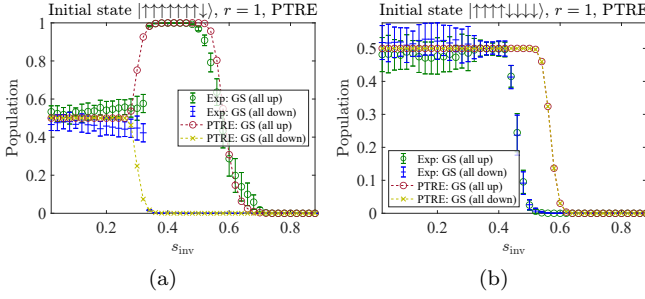 Initial state |↑↑↑↑↑↑↑↓⟩, r = 1, PTRE
1
0.8
0.6
0.4
0.2
0
Population
Exp: GS (all up)
Exp: GS (all down)
PTRE: GS (all up)
PTRE: GS (all down)
0.2
0.4
0.6
0.8
s_inv
(a)
Initial state |↑↑↑↑↓↓↓↓⟩, r = 1, PTRE
0.5
0.4
0.3
0.2
0.1
0
Population
Exp: GS (all up)
Exp: GS (all down)
PTRE: GS (all up)
PTRE: GS (all down)
0.2
0.4
0.6
0.8
s_inv
(b)